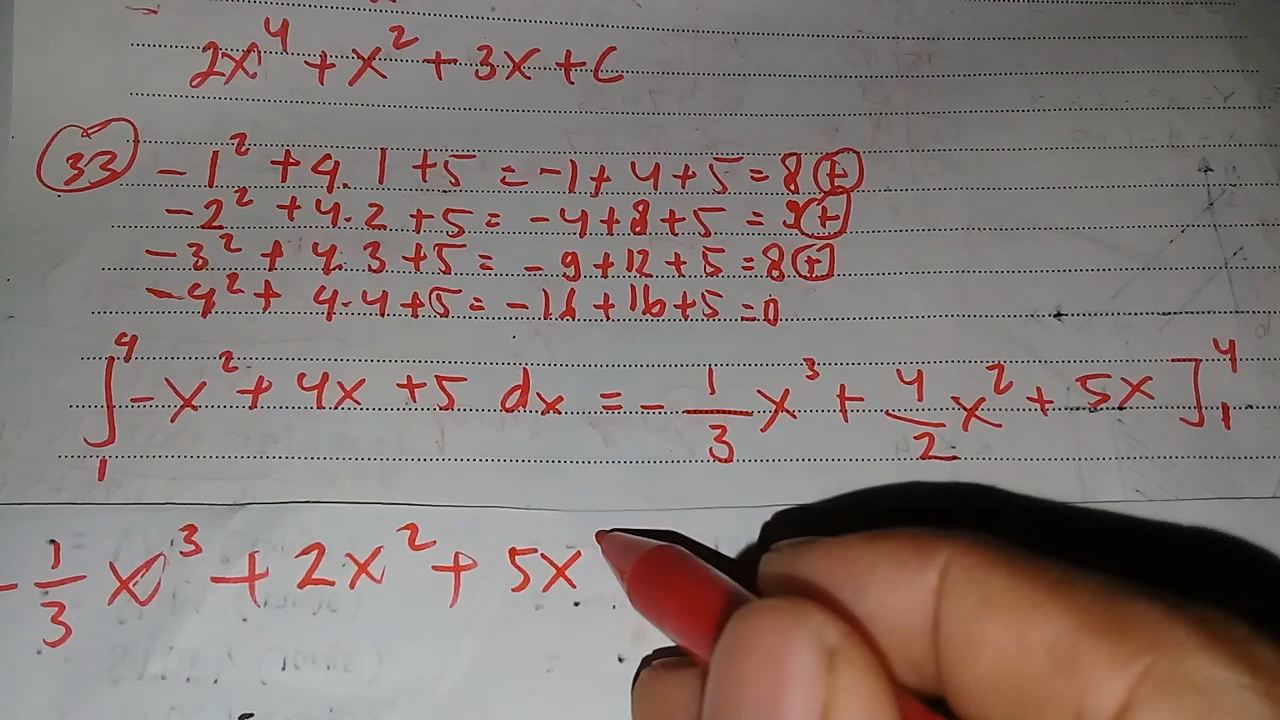 2x⁴ + x² + 3x + C
33 -1² + 4.1 + 5 = -1 + 4 + 5 = 8 (+)
-2² + 4.2 + 5 = -4 + 8 + 5 = 9 (+)
-3² + 4.3 + 5 = -9 + 12 + 5 = 8 (+)
-4² + 4.4 + 5 = -16 + 16 + 5 = 0
∫₁⁴ -x² + 4x + 5 dx = -1/3 x³ + 4/2 x² + 5x ]₁⁴
-1/3 x³ + 2x² + 5x